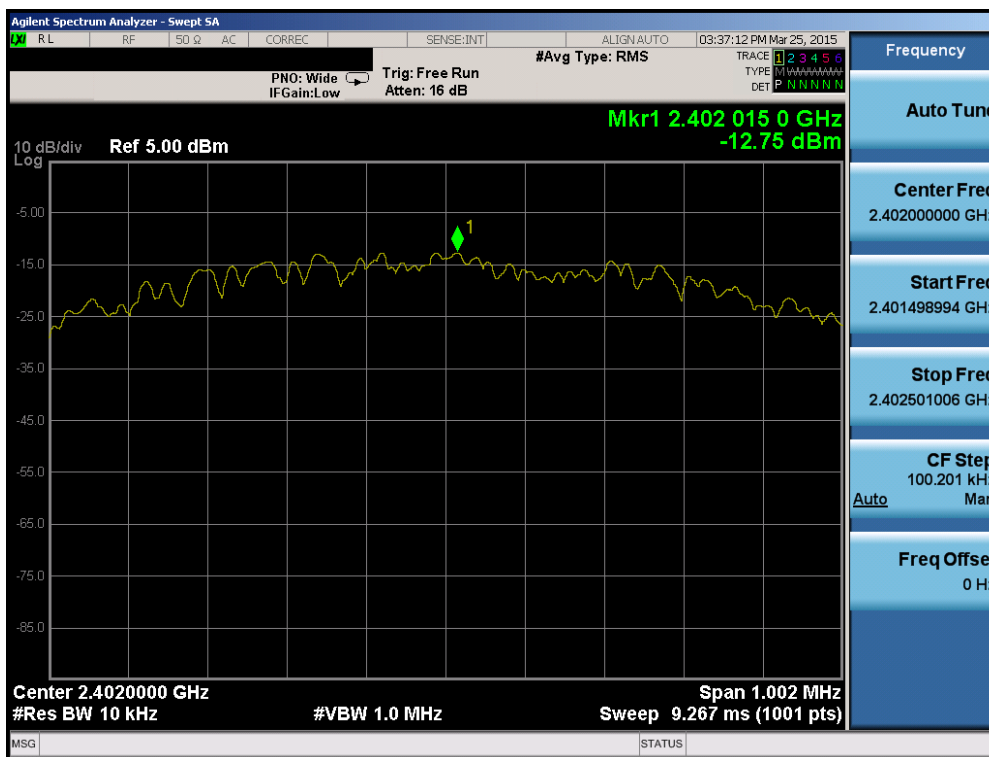 Agilent Spectrum Analyzer - Swept SA
LXI RL RF 50 Ω AC CORREC SENSE:INT ALIGN AUTO 03:37:12 PM Mar 25, 2015
#Avg Type: RMS TRACE 1 2 3 4 5 6
PNO: Wide Trig: Free Run TYPE M
IFGain:Low Atten: 16 dB DET P N N N N N
Mkr1 2.402 015 0 GHz
-12.75 dBm
10 dB/div Ref 5.00 dBm
Log
1
-5.00
-15.0
-25.0
-35.0
-45.0
-55.0
-65.0
-75.0
-85.0
Center 2.4020000 GHz Span 1.002 MHz
#Res BW 10 kHz #VBW 1.0 MHz Sweep 9.267 ms (1001 pts)
MSG STATUS
Frequency
Auto Tun
Center Fre
2.402000000 GH
Start Fre
2.401498994 GH
Stop Fre
2.402501006 GH
CF Step
100.201 kH
Auto Ma
Freq Offse
0 H